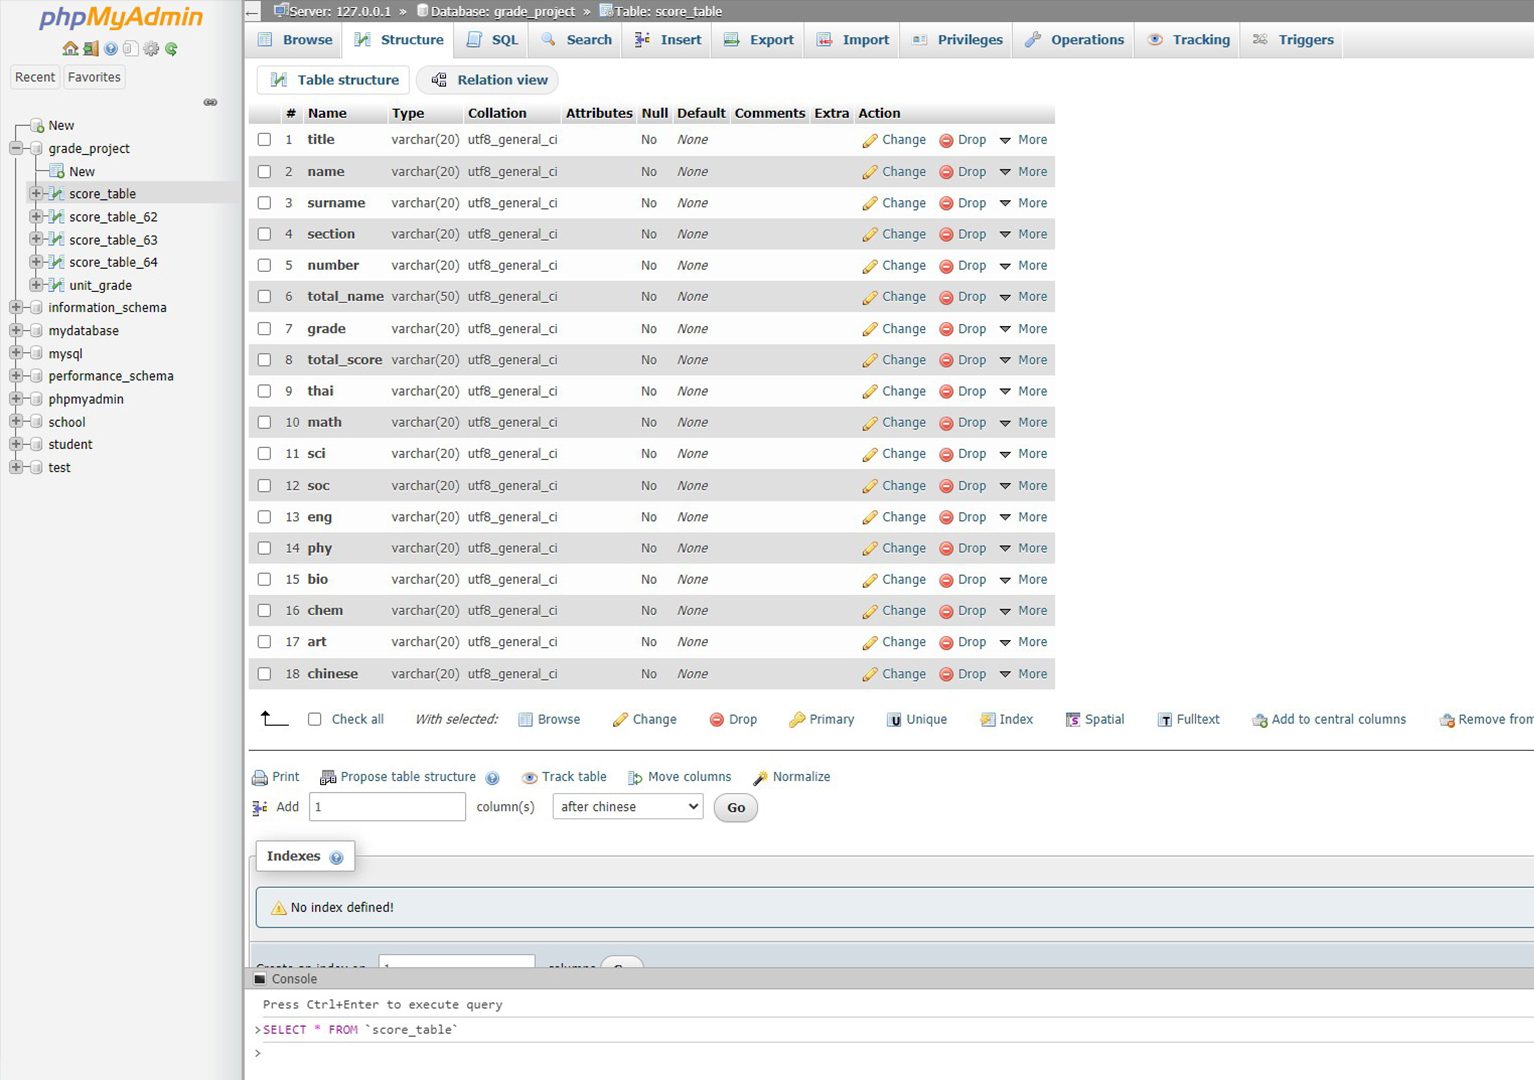 phpMyAdmin
Recent Favorites
New
grade_project
New
score_table
score_table_62
score_table_63
score_table_64
unit_grade
information_schema
mydatabase
mysql
performance_schema
phpmyadmin
school
student
test
Server: 127.0.0.1 » Database: grade_project » Table: score_table
Browse Structure SQL Search Insert Export Import Privileges Operations Tracking Triggers
Table structure Relation view
# Name Type Collation Attributes Null Default Comments Extra Action
1 title varchar(20) utf8_general_ci No None Change Drop More
2 name varchar(20) utf8_general_ci No None Change Drop More
3 surname varchar(20) utf8_general_ci No None Change Drop More
4 section varchar(20) utf8_general_ci No None Change Drop More
5 number varchar(20) utf8_general_ci No None Change Drop More
6 total_name varchar(50) utf8_general_ci No None Change Drop More
7 grade varchar(20) utf8_general_ci No None Change Drop More
8 total_score varchar(20) utf8_general_ci No None Change Drop More
9 thai varchar(20) utf8_general_ci No None Change Drop More
10 math varchar(20) utf8_general_ci No None Change Drop More
11 sci varchar(20) utf8_general_ci No None Change Drop More
12 soc varchar(20) utf8_general_ci No None Change Drop More
13 eng varchar(20) utf8_general_ci No None Change Drop More
14 phy varchar(20) utf8_general_ci No None Change Drop More
15 bio varchar(20) utf8_general_ci No None Change Drop More
16 chem varchar(20) utf8_general_ci No None Change Drop More
17 art varchar(20) utf8_general_ci No None Change Drop More
18 chinese varchar(20) utf8_general_ci No None Change Drop More
Check all With selected: Browse Change Drop Primary Unique Index Spatial Fulltext Add to central columns Remove from
Print Propose table structure Track table Move columns Normalize
Add 1 column(s) after chinese Go
Indexes
No index defined!
Create an index on 1 columns Go
Console
Press Ctrl+Enter to execute query
>SELECT * FROM `score_table`
>